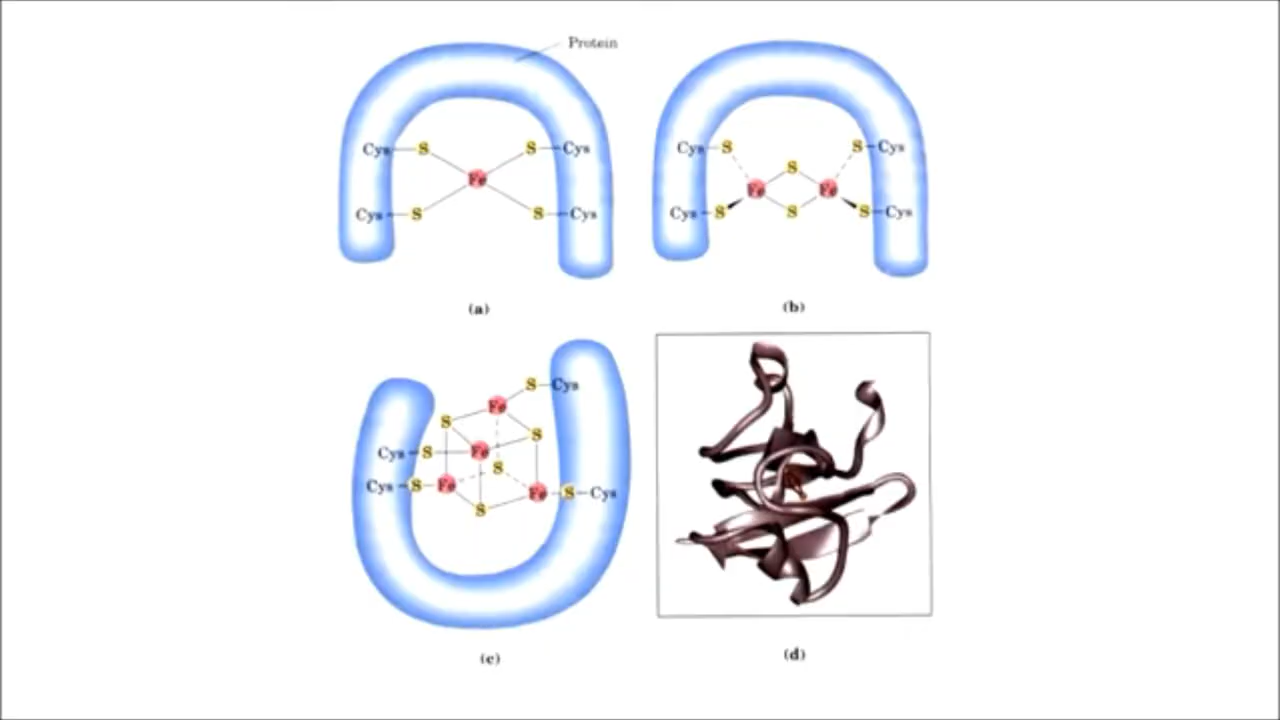 Protein
Cys S S Cys
Fe
Cys S S Cys
(a)
Cys S S Cys
S
Fe Fe
Cys S S S Cys
(b)
S Cys
Fe
S S
Cys S Fe
S
Cys S Fe Fe S Cys
S
(c)
(d)